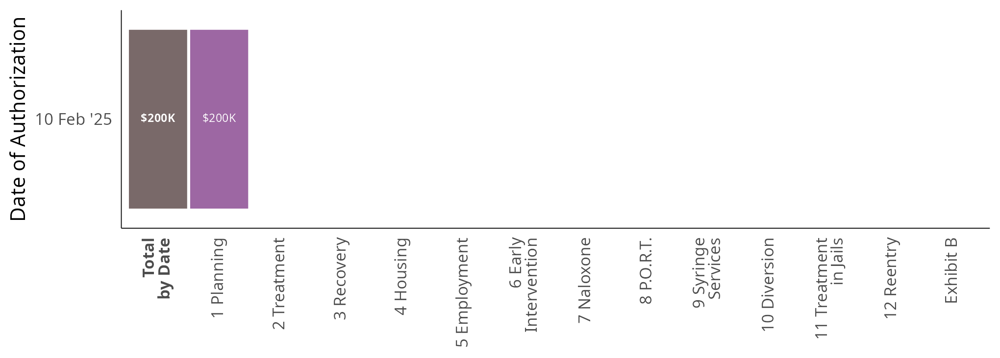 Date of Authorization
10 Feb '25
$200K
$200K
Total
by Date
1 Planning
2 Treatment
3 Recovery
4 Housing
5 Employment
6 Early
Intervention
7 Naloxone
8 P.O.R.T.
9 Syringe
Services
10 Diversion
11 Treatment
in Jails
12 Reentry
Exhibit B